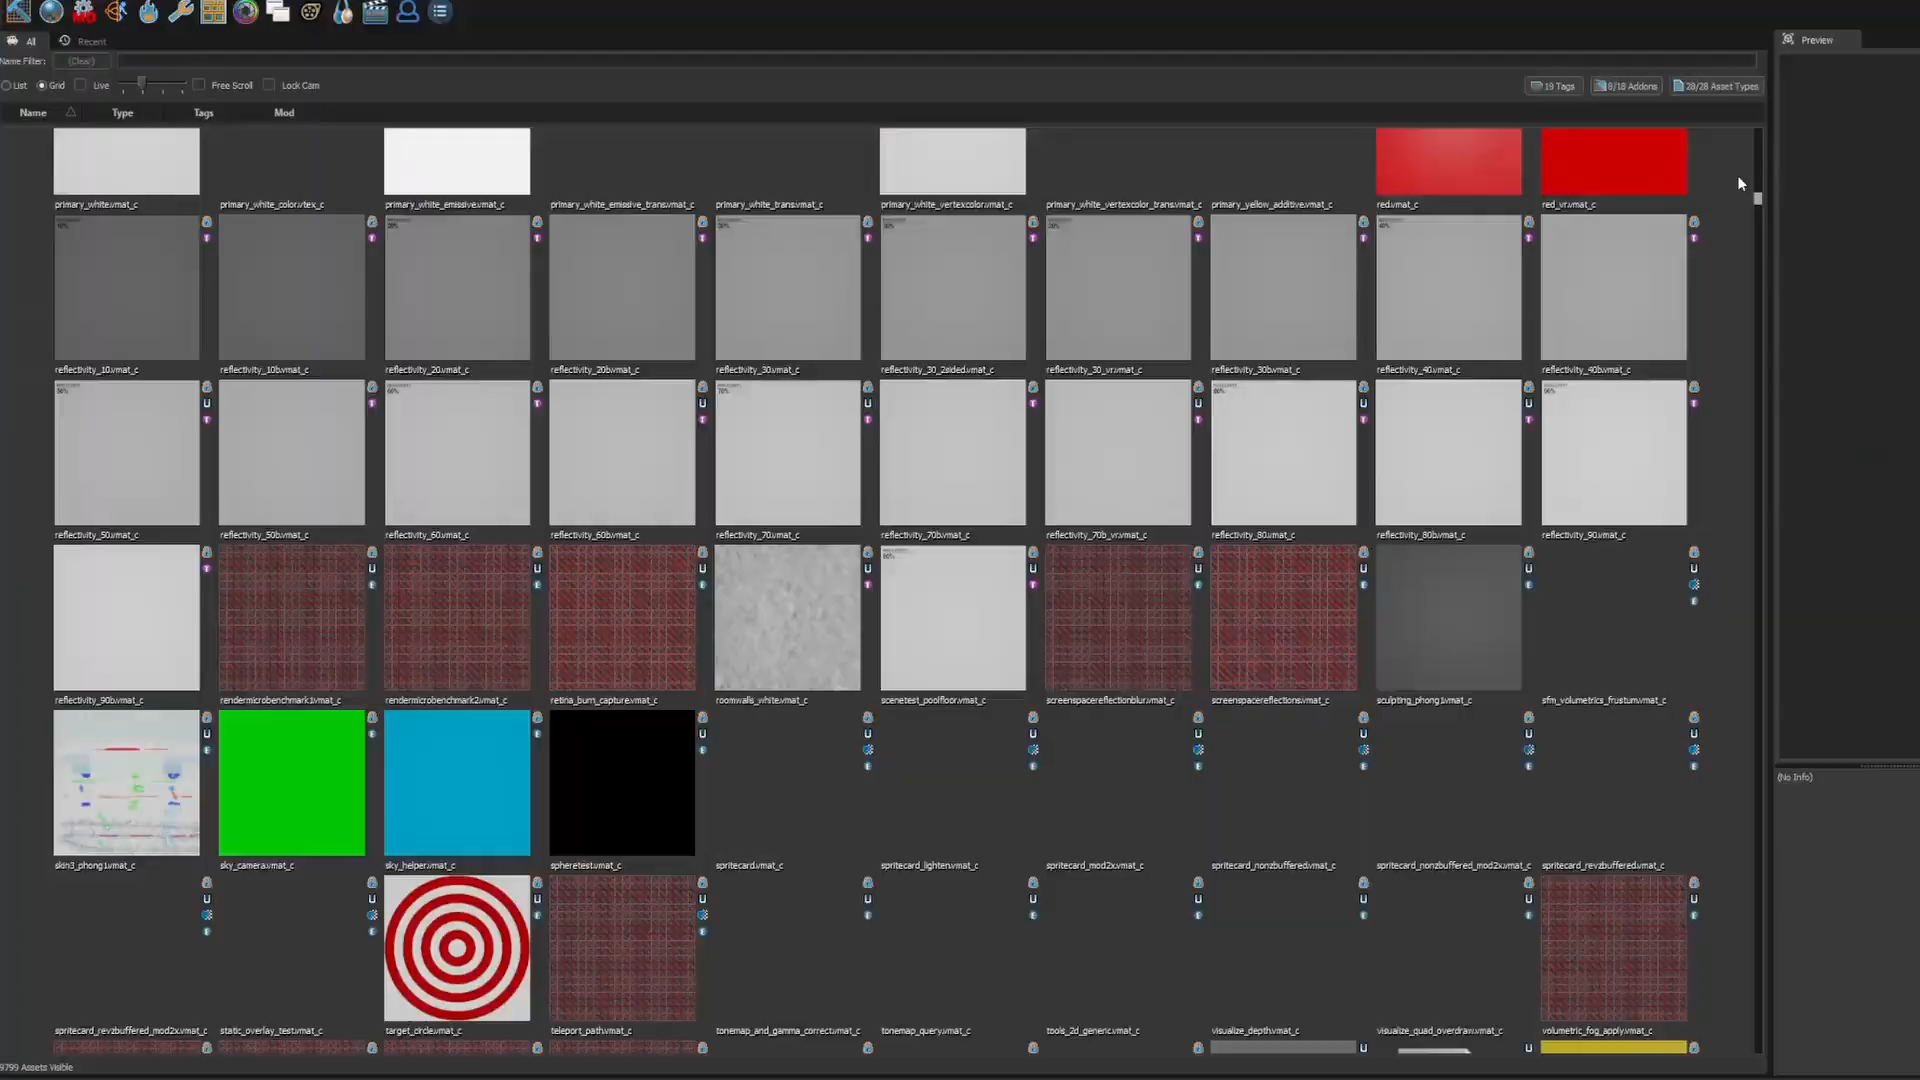 All
Recent
Name Filter:
(Clear)
List
Grid
Live
Free Scroll
Lock Cam
19 Tags
8/18 Addons
28/28 Asset Types
Preview
Name
Type
Tags
Mod
primary_white.vmat_c
primary_white_color.vtex_c
primary_white_emissive.vmat_c
primary_white_emissive_trans.vmat_c
primary_white_trans.vmat_c
primary_white_vertexcolor.vmat_c
primary_white_vertexcolor_trans.vmat_c
primary_yellow_additive.vmat_c
red.vmat_c
red_vr.vmat_c
reflectivity_10.vmat_c
reflectivity_10b.vmat_c
reflectivity_20.vmat_c
reflectivity_20b.vmat_c
reflectivity_30.vmat_c
reflectivity_30_2sided.vmat_c
reflectivity_30_vr.vmat_c
reflectivity_30b.vmat_c
reflectivity_40.vmat_c
reflectivity_40b.vmat_c
reflectivity_50.vmat_c
reflectivity_50b.vmat_c
reflectivity_60.vmat_c
reflectivity_60b.vmat_c
reflectivity_70.vmat_c
reflectivity_70b.vmat_c
reflectivity_70b_vr.vmat_c
reflectivity_80.vmat_c
reflectivity_80b.vmat_c
reflectivity_90.vmat_c
reflectivity_90b.vmat_c
rendermicrobenchmark1.vmat_c
rendermicrobenchmark2.vmat_c
retina_burn_capture.vmat_c
roomwalls_white.vmat_c
scenetest_poolfloor.vmat_c
screenspacereflectionblur.vmat_c
screenspacereflections.vmat_c
sculpting_phong1.vmat_c
sfm_volumetrics_frustum.vmat_c
skin3_phong1.vmat_c
sky_camera.vmat_c
sky_helper.vmat_c
spheretest.vmat_c
spritecard.vmat_c
spritecard_lighten.vmat_c
spritecard_mod2x.vmat_c
spritecard_nonzbuffered.vmat_c
spritecard_nonzbuffered_mod2x.vmat_c
spritecard_revzbuffered.vmat_c
spritecard_revzbuffered_mod2x.vmat_c
static_overlay_test.vmat_c
target_circle.vmat_c
teleport_path.vmat_c
tonemap_and_gamma_correct.vmat_c
tonemap_query.vmat_c
tools_2d_generic.vmat_c
visualize_depth.vmat_c
visualize_quad_overdraw.vmat_c
volumetric_fog_apply.vmat_c
(No Info)
9799 Assets Visible